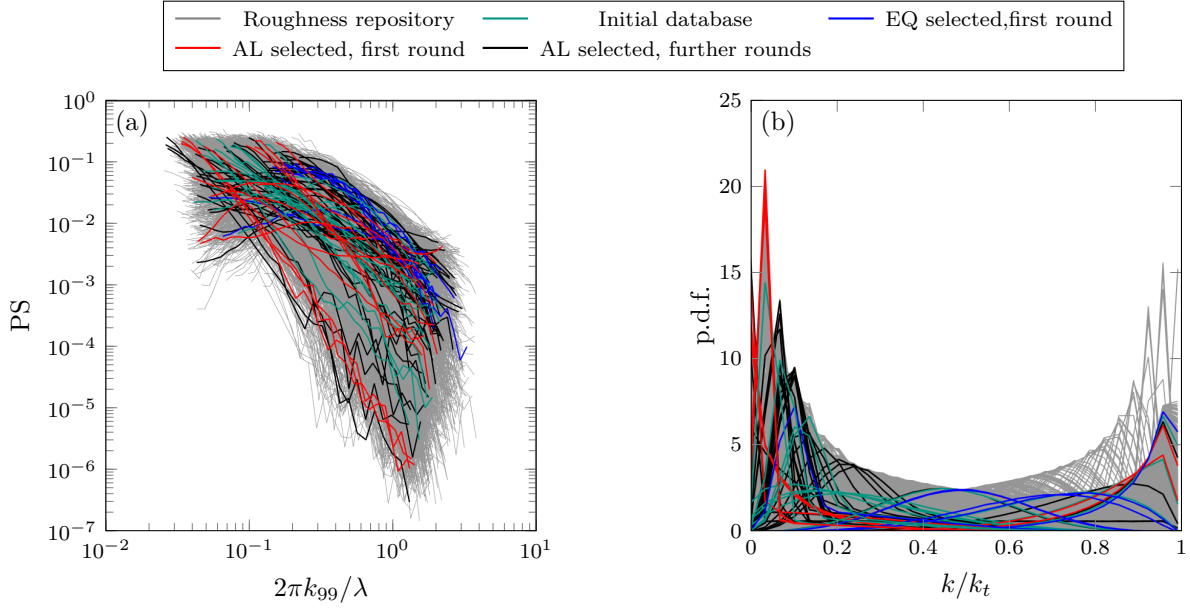 Roughness repository Initial database EQ selected,first round
AL selected, first round AL selected, further rounds
(a)
10^0
10^−1
10^−2
10^−3
10^−4
10^−5
10^−6
10^−7
PS
10^−2 10^−1 10^0 10^1
2πk₉₉/λ
(b)
25
20
15
10
5
0
p.d.f.
0 0.2 0.4 0.6 0.8 1
k/kₜ